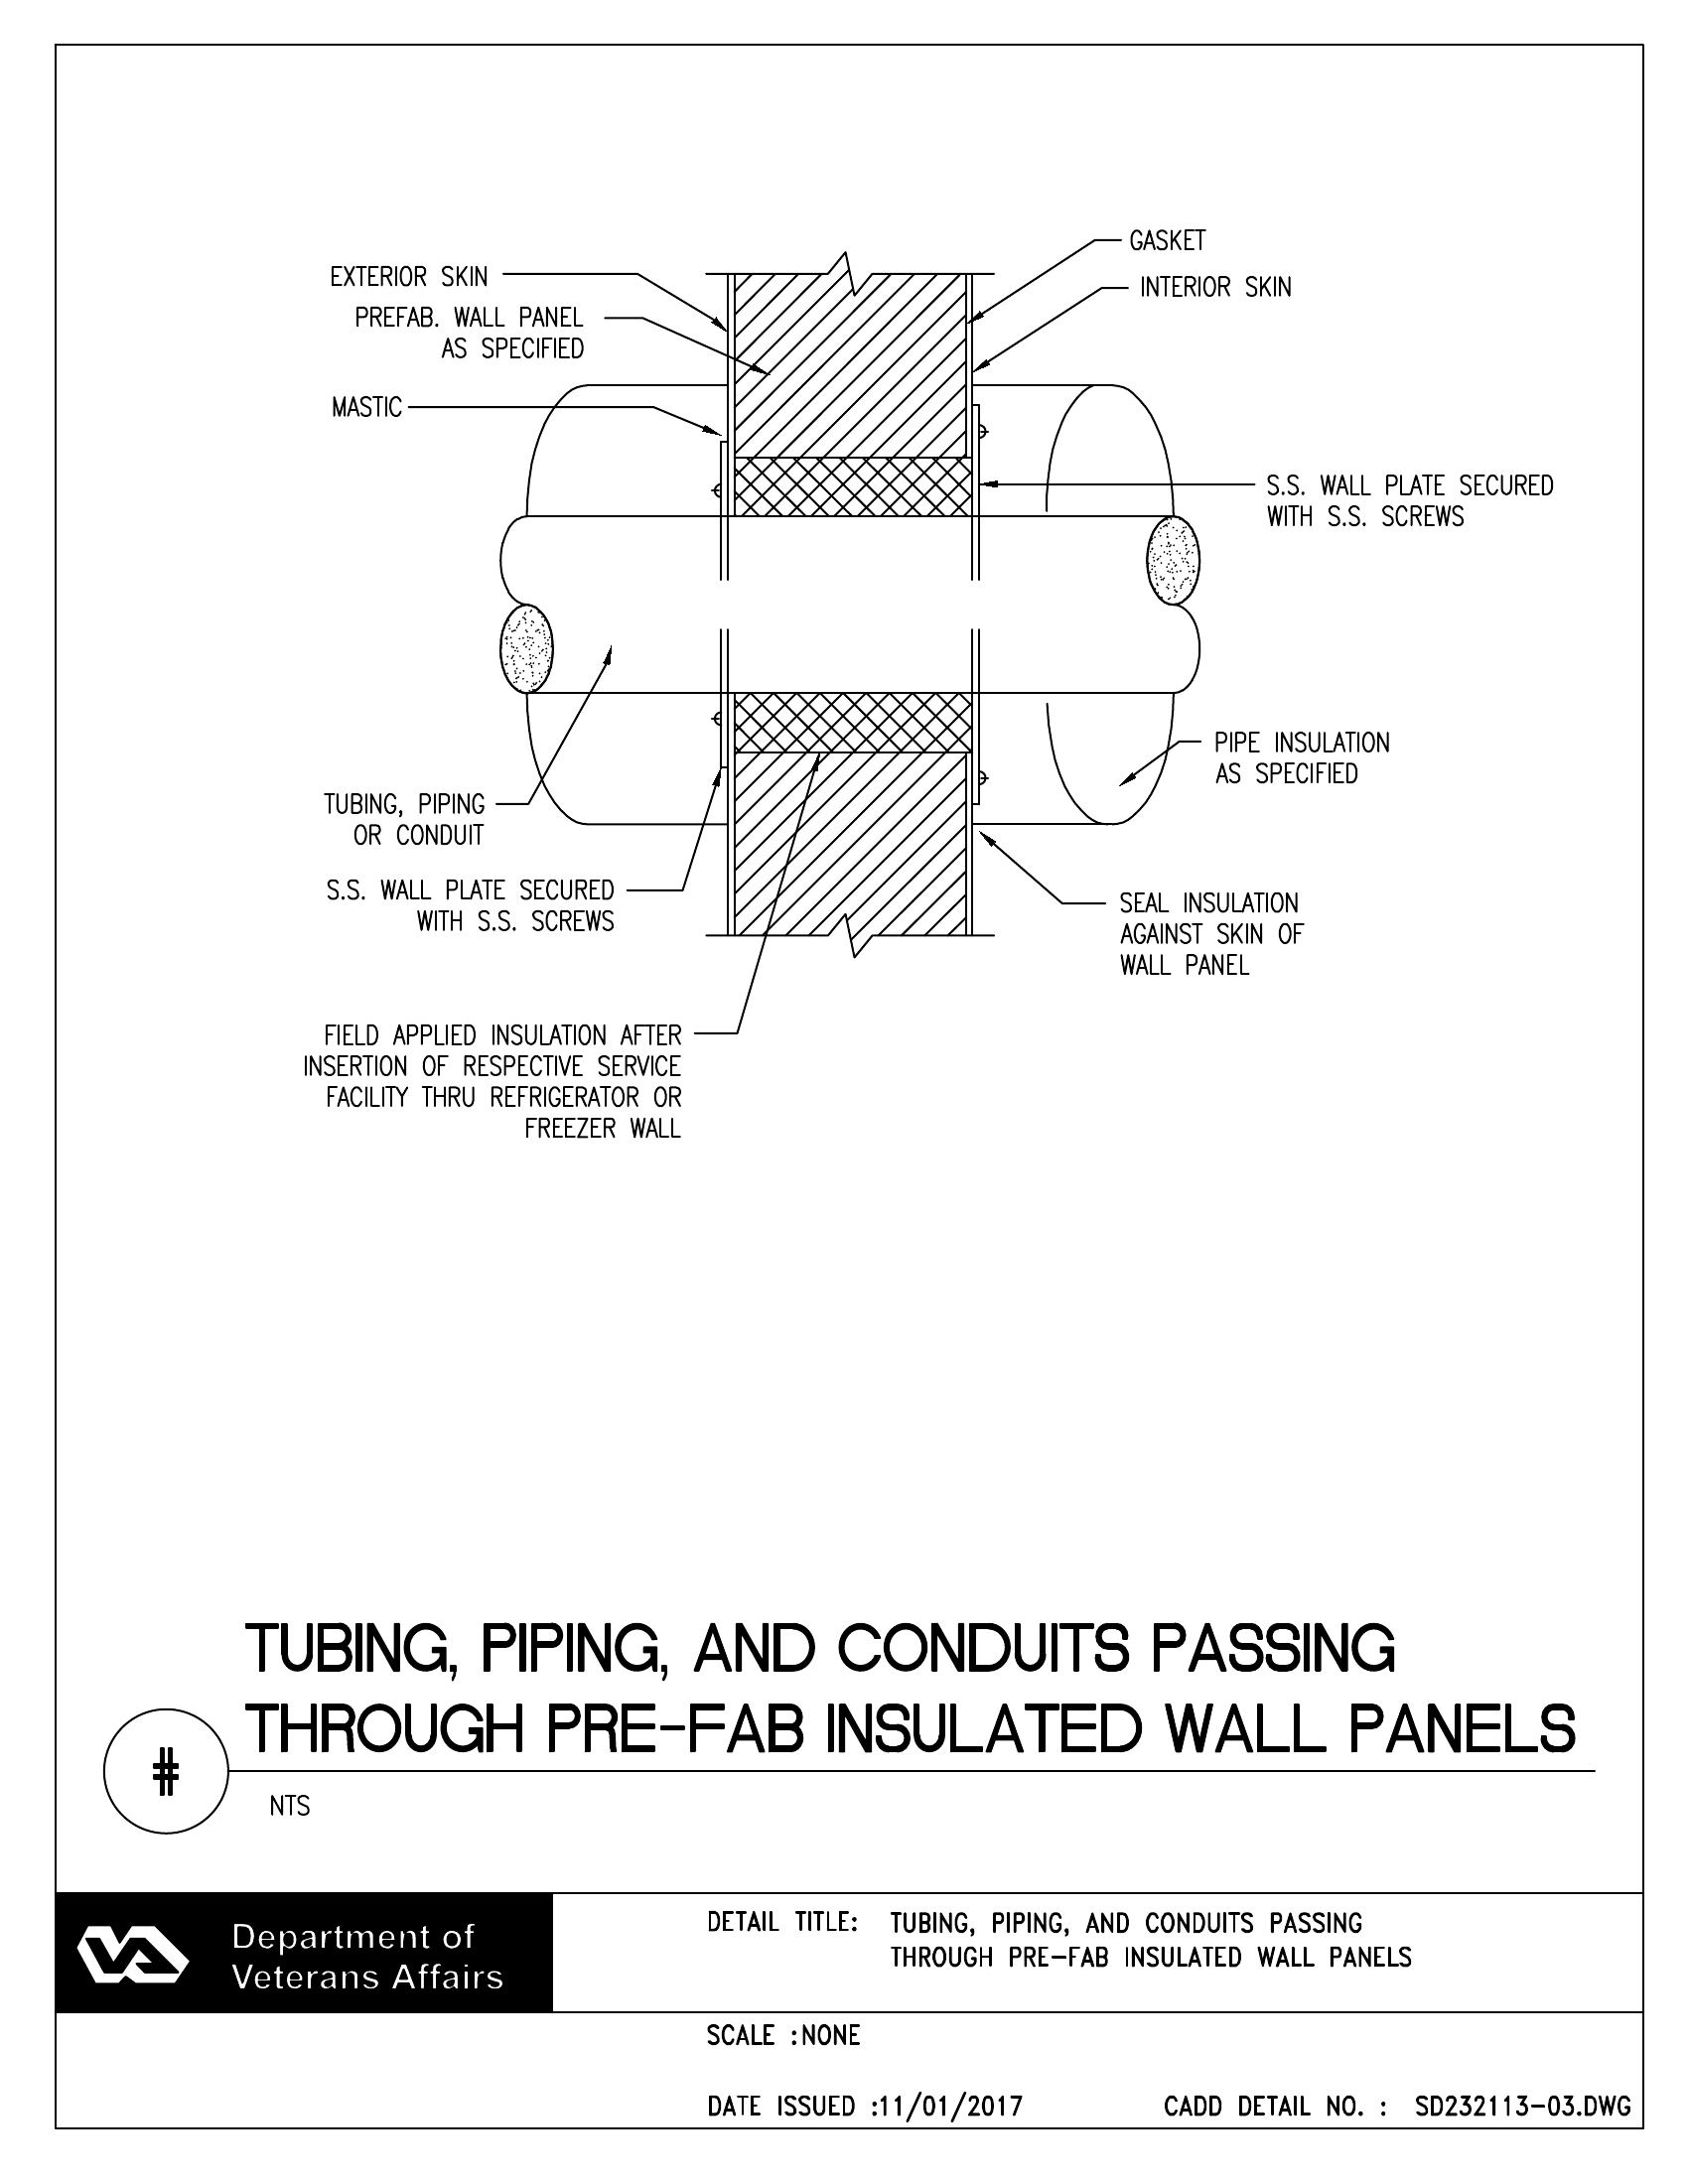 GASKET
EXTERIOR SKIN
INTERIOR SKIN
PREFAB. WALL PANEL
AS SPECIFIED
MASTIC
S.S. WALL PLATE SECURED
WITH S.S. SCREWS
PIPE INSULATION
AS SPECIFIED
TUBING, PIPING
OR CONDUIT
S.S. WALL PLATE SECURED
WITH S.S. SCREWS
SEAL INSULATION
AGAINST SKIN OF
WALL PANEL
FIELD APPLIED INSULATION AFTER
INSERTION OF RESPECTIVE SERVICE
FACILITY THRU REFRIGERATOR OR
FREEZER WALL
TUBING, PIPING, AND CONDUITS PASSING
THROUGH PRE-FAB INSULATED WALL PANELS
#
NTS
VA
Department of
Veterans Affairs
DETAIL TITLE: TUBING, PIPING, AND CONDUITS PASSING
THROUGH PRE-FAB INSULATED WALL PANELS
SCALE :NONE
DATE ISSUED :11/01/2017 CADD DETAIL NO. : SD232113-03.DWG